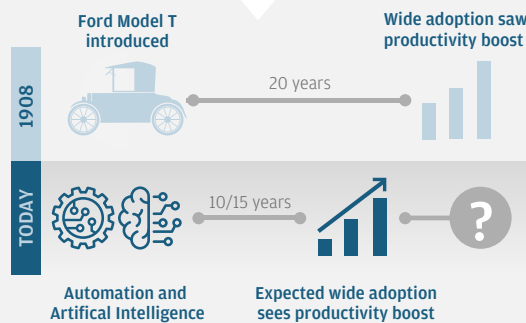 Ford Model T
introduced
Wide adoption saw
productivity boost
1908
20 years
TODAY
10/15 years
?
Automation and
Artifical Intelligence
Expected wide adoption
sees productivity boost